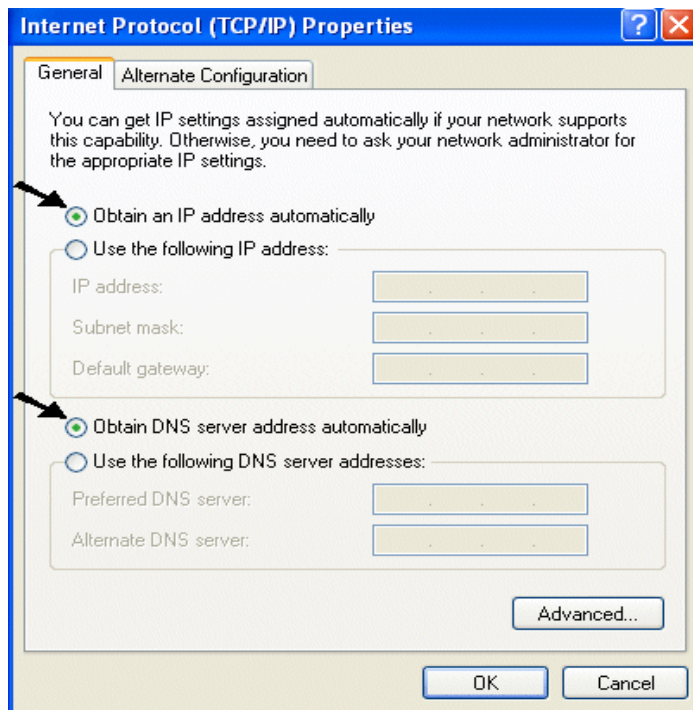 Internet Protocol (TCP/IP) Properties
General
Alternate Configuration
You can get IP settings assigned automatically if your network supports
this capability. Otherwise, you need to ask your network administrator for
the appropriate IP settings.
Obtain an IP address automatically
Use the following IP address:
IP address:
Subnet mask:
Default gateway:
Obtain DNS server address automatically
Use the following DNS server addresses:
Preferred DNS server:
Alternate DNS server:
Advanced...
OK
Cancel